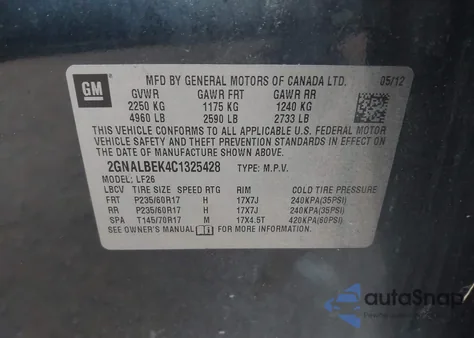 GM
MFD BY GENERAL MOTORS OF CANADA LTD. 05/12
GVWR GAWR FRT GAWR RR
2250 KG 1175 KG 1240 KG
4960 LB 2590 LB 2733 LB
THIS VEHICLE CONFORMS TO ALL APPLICABLE U.S. FEDERAL MOTOR
VEHICLE SAFETY AND THEFT PREVENTION STANDARDS IN EFFECT ON
THE DATE OF MANUFACTURE SHOWN ABOVE.
2GNALBEK4C1325428 TYPE: M.P.V.
MODEL: LF26
LBCV TIRE SIZE SPEED RTG RIM COLD TIRE PRESSURE
FRT P235/60R17 H 17X7J 240KPA(35PSI)
RR P235/60R17 H 17X7J 240KPA(35PSI)
SPA T145/70R17 M 17X4.5T 420KPA(60PSI)
SEE OWNER'S MANUAL FOR MORE INFORMATION.
autoSnap